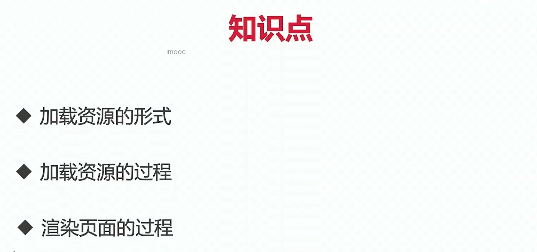 知识点
mooc
◆ 加载资源的形式
◆ 加载资源的过程
◆ 渲染页面的过程